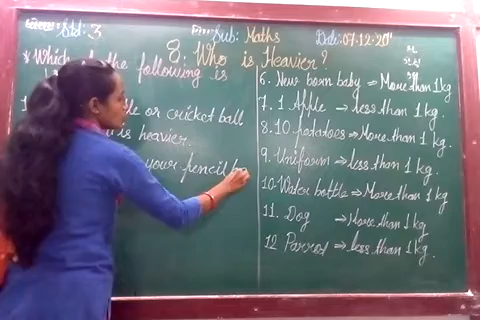 Std: 3
Sub: Maths
Date: 07-12-20
8. Who is Heavier?
* Which of the following is
or cricket ball
is heavier.
your pencil
6. New born baby ⇒ More than 1 kg
7. 1 Apple → less than 1 kg.
8. 10 potatoes → More than 1 kg.
9. Uniform ⇒ less than 1 kg.
10. Water bottle ⇒ More than 1 kg
11. Dog → More than 1 kg
12 Parrot ⇒ less than 1 kg.